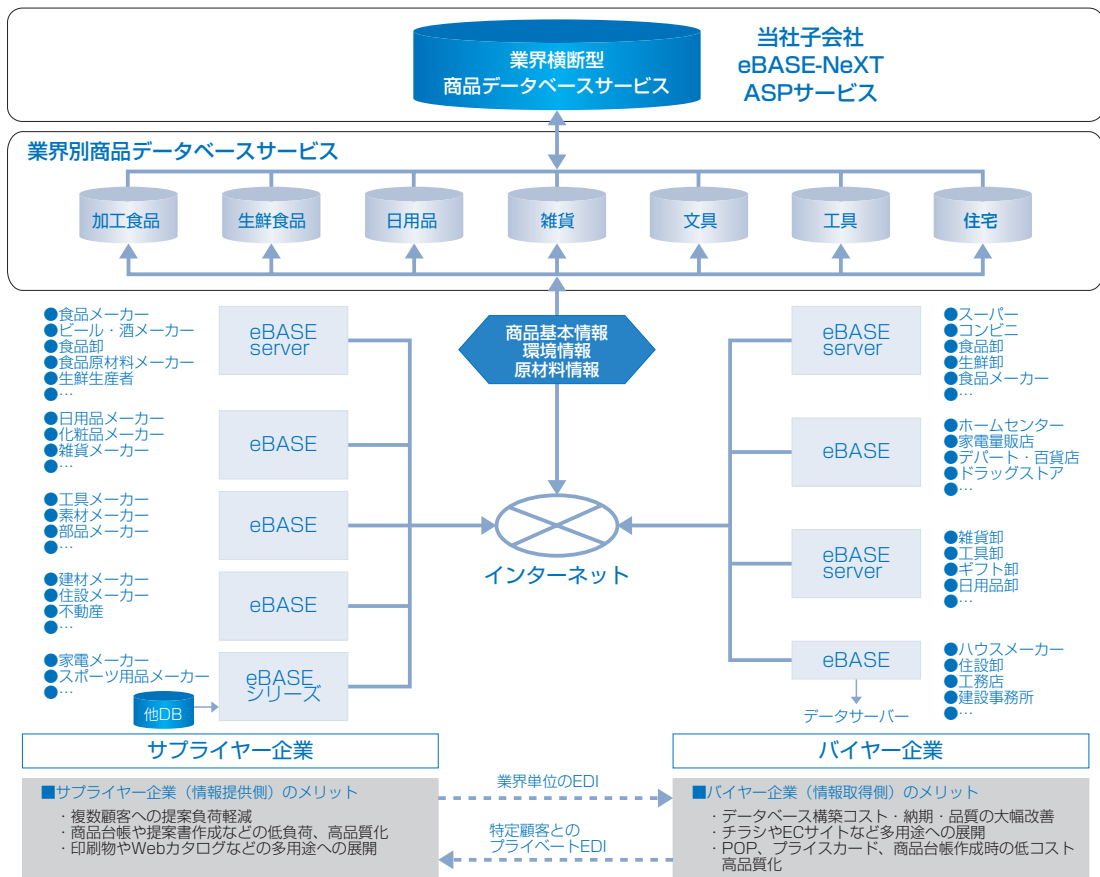 業界横断型
商品データベースサービス
当社子会社
eBASE-NeXT
ASPサービス
業界別商品データベースサービス
加工食品
生鮮食品
日用品
雑貨
文具
工具
住宅
●食品メーカー
●ビール・酒メーカー
●食品卸
●食品原材料メーカー
●生鮮生産者
●…
eBASE
server
●日用品メーカー
●化粧品メーカー
●雑貨メーカー
●…
eBASE
●工具メーカー
●素材メーカー
●部品メーカー
●…
eBASE
●建材メーカー
●住設メーカー
●不動産
●…
eBASE
●家電メーカー
●スポーツ用品メーカー
●…
他DB
eBASE
シリーズ
商品基本情報
環境情報
原材料情報
インターネット
eBASE
server
●スーパー
●コンビニ
●食品卸
●生鮮卸
●食品メーカー
●…
eBASE
●ホームセンター
●家電量販店
●デパート・百貨店
●ドラッグストア
●…
eBASE
server
●雑貨卸
●工具卸
●ギフト卸
●日用品卸
●…
eBASE
データサーバー
●ハウスメーカー
●住設卸
●工務店
●建設事務所
●…
サプライヤー企業
■サプライヤー企業（情報提供側）のメリット
・複数顧客への提案負荷軽減
・商品台帳や提案書作成などの低負荷、高品質化
・印刷物やWebカタログなどの多用途への展開
業界単位のEDI
特定顧客との
プライベートEDI
バイヤー企業
■バイヤー企業（情報取得側）のメリット
・データベース構築コスト・納期・品質の大幅改善
・チラシやECサイトなど多用途への展開
・POP、プライスカード、商品台帳作成時の低コスト
高品質化